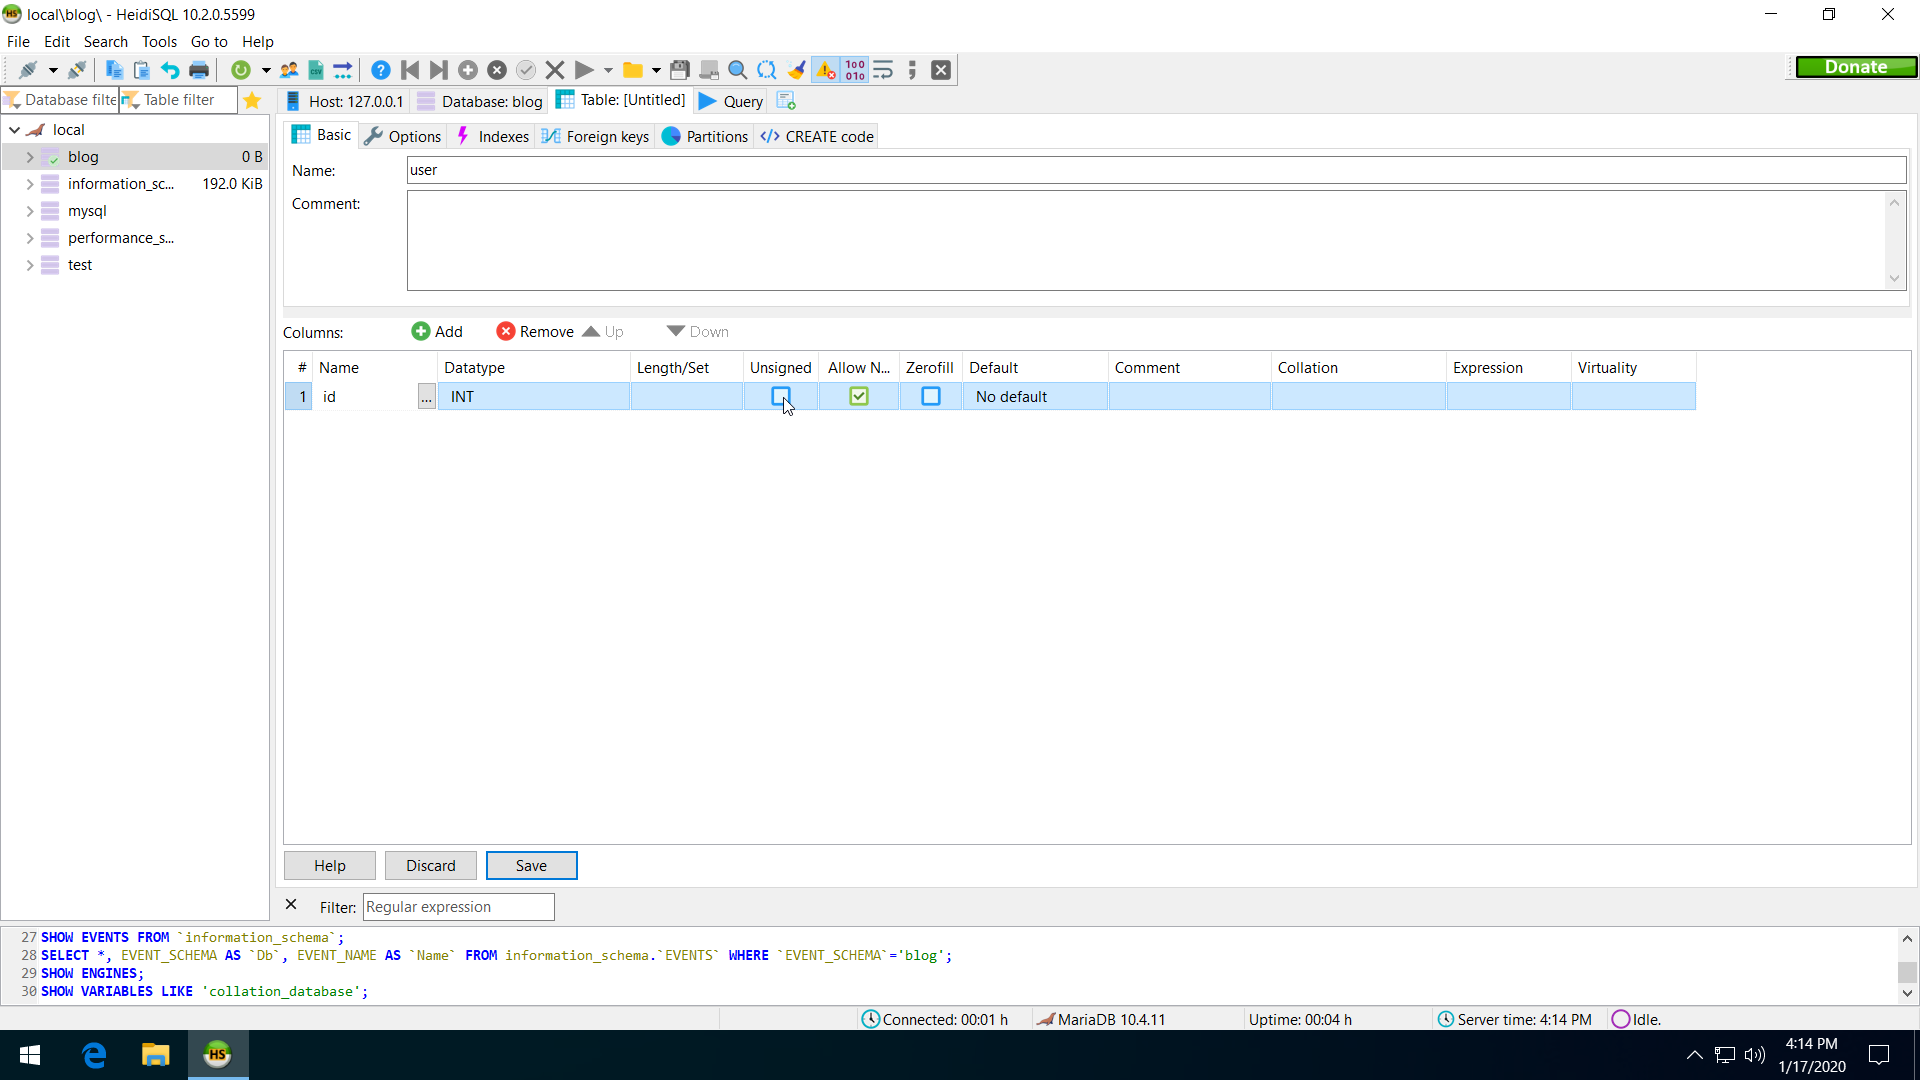 local\blog\ - HeidiSQL 10.2.0.5599
File Edit Search Tools Go to Help
Donate
Database filte Table filter
Host: 127.0.0.1 Database: blog Table: [Untitled] Query
local
blog 0 B
information_sc... 192.0 KiB
mysql
performance_s...
test
Basic Options Indexes Foreign keys Partitions CREATE code
Name: user
Comment:
Columns: Add Remove Up Down
# Name Datatype Length/Set Unsigned Allow N... Zerofill Default Comment Collation Expression Virtuality
1 id ... INT No default
Help Discard Save
Filter: Regular expression
27 SHOW EVENTS FROM `information_schema`;
28 SELECT *, EVENT_SCHEMA AS `Db`, EVENT_NAME AS `Name` FROM information_schema.`EVENTS` WHERE `EVENT_SCHEMA`='blog';
29 SHOW ENGINES;
30 SHOW VARIABLES LIKE 'collation_database';
Connected: 00:01 h MariaDB 10.4.11 Uptime: 00:04 h Server time: 4:14 PM Idle.
HS
4:14 PM
1/17/2020